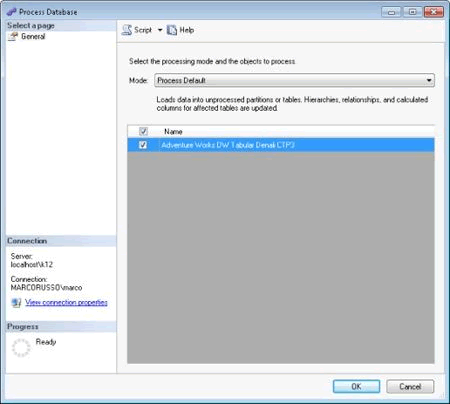 Process Database
Select a page
General
Script
Help
Select the processing mode and the objects to process.
Mode: Process Default
Loads data into unprocessed partitions or tables. Hierarchies, relationships, and calculated
columns for affected tables are updated.
Name
Adventure Works DW Tabular Denali CTP3
Connection
Server:
localhost\k12
Connection:
MARCORUSSO\marco
View connection properties
Progress
Ready
OK
Cancel